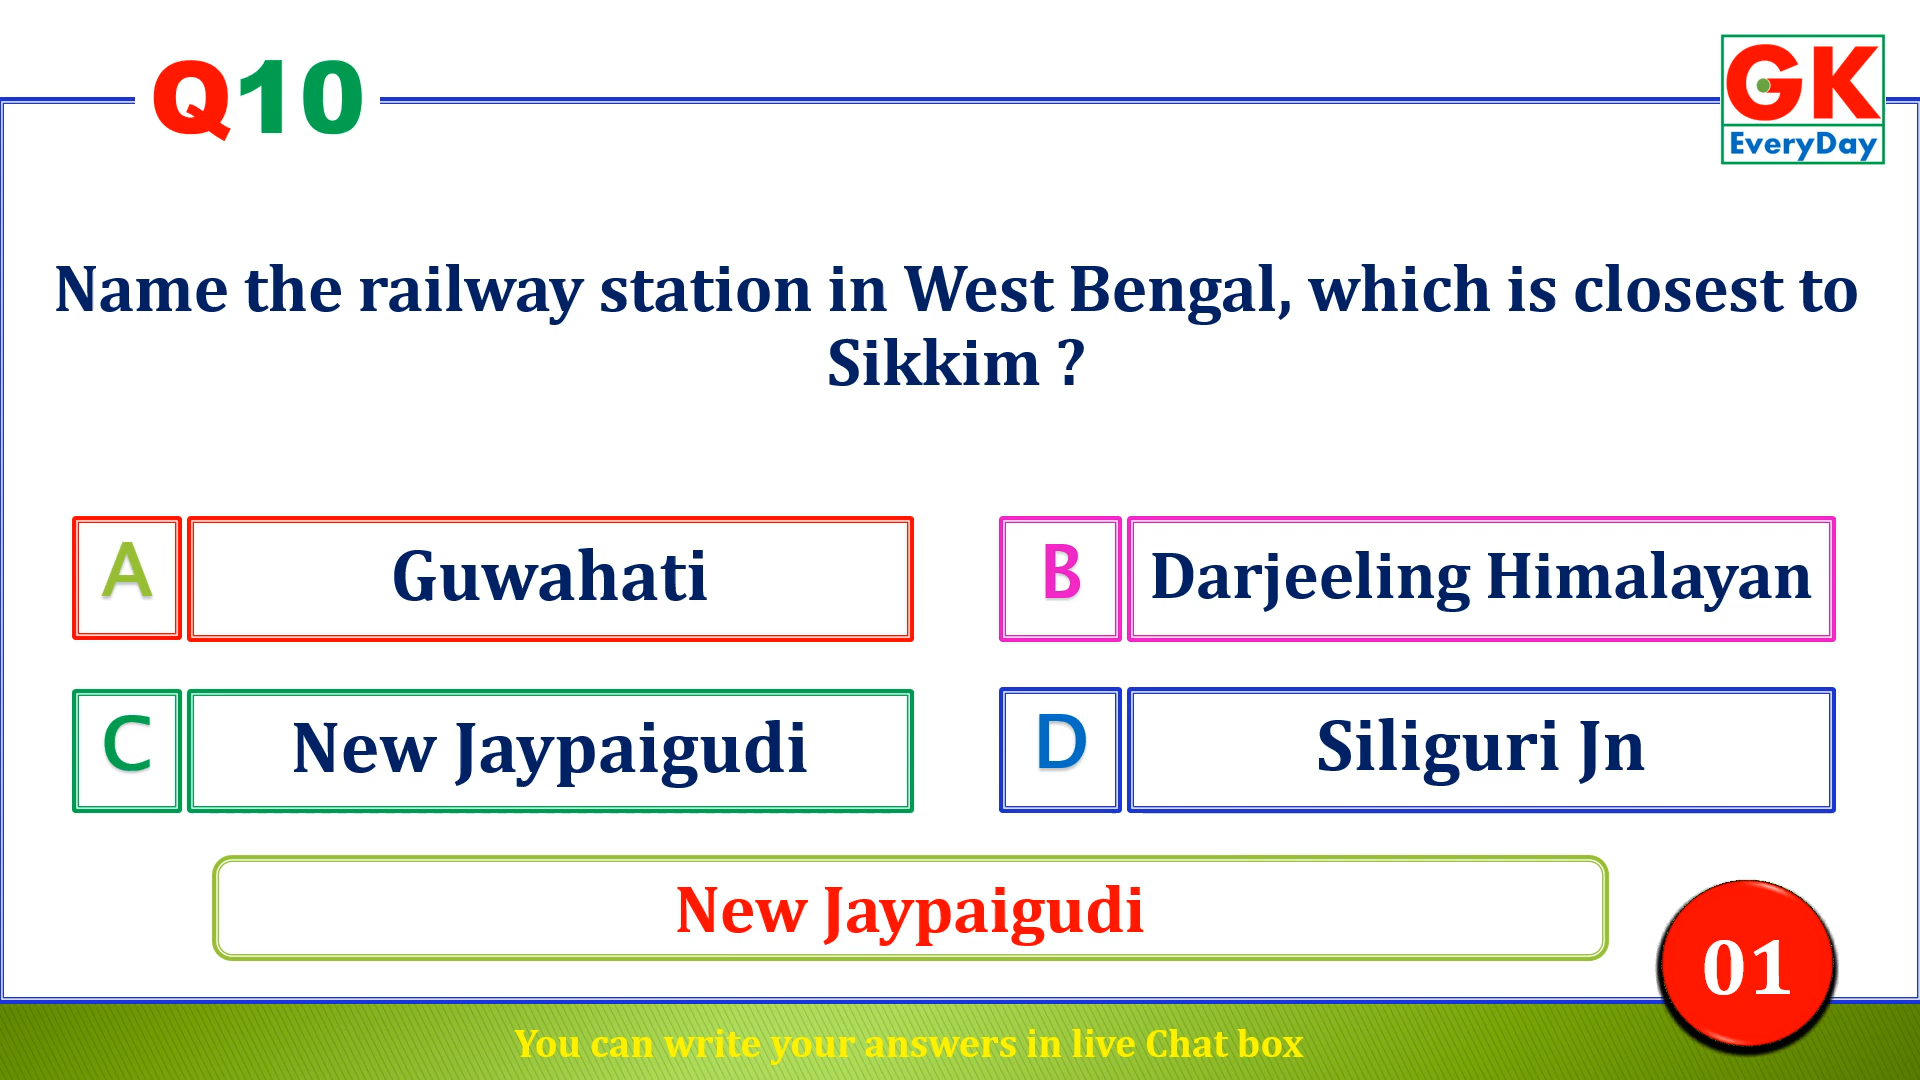 Q10
GK
EveryDay
Name the railway station in West Bengal, which is closest to
Sikkim ?
A Guwahati
B Darjeeling Himalayan
C New Jaypaigudi
D Siliguri Jn
New Jaypaigudi
01
You can write your answers in live Chat box